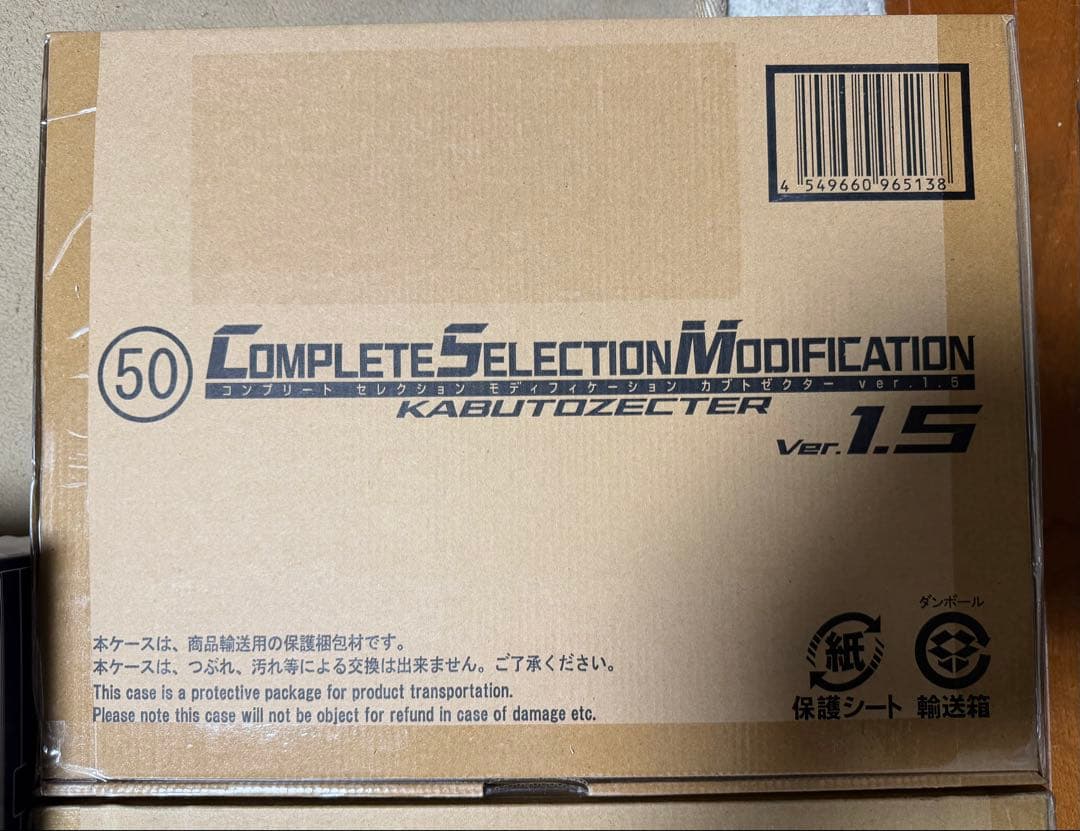 4 549660 965138
50 COMPLETE SELECTION MODIFICATION
コンプリート セレクション モディフィケーション カブトゼクター ver.1.5
KABUTOZECTER
Ver.1.5
本ケースは、商品輸送用の保護梱包材です。
本ケースは、つぶれ、汚れ等による交換は出来ません。ご了承ください。
This case is a protective package for product transportation.
Please note this case will not be object for refund in case of damage etc.
紙
保護シート
ダンボール
輸送箱